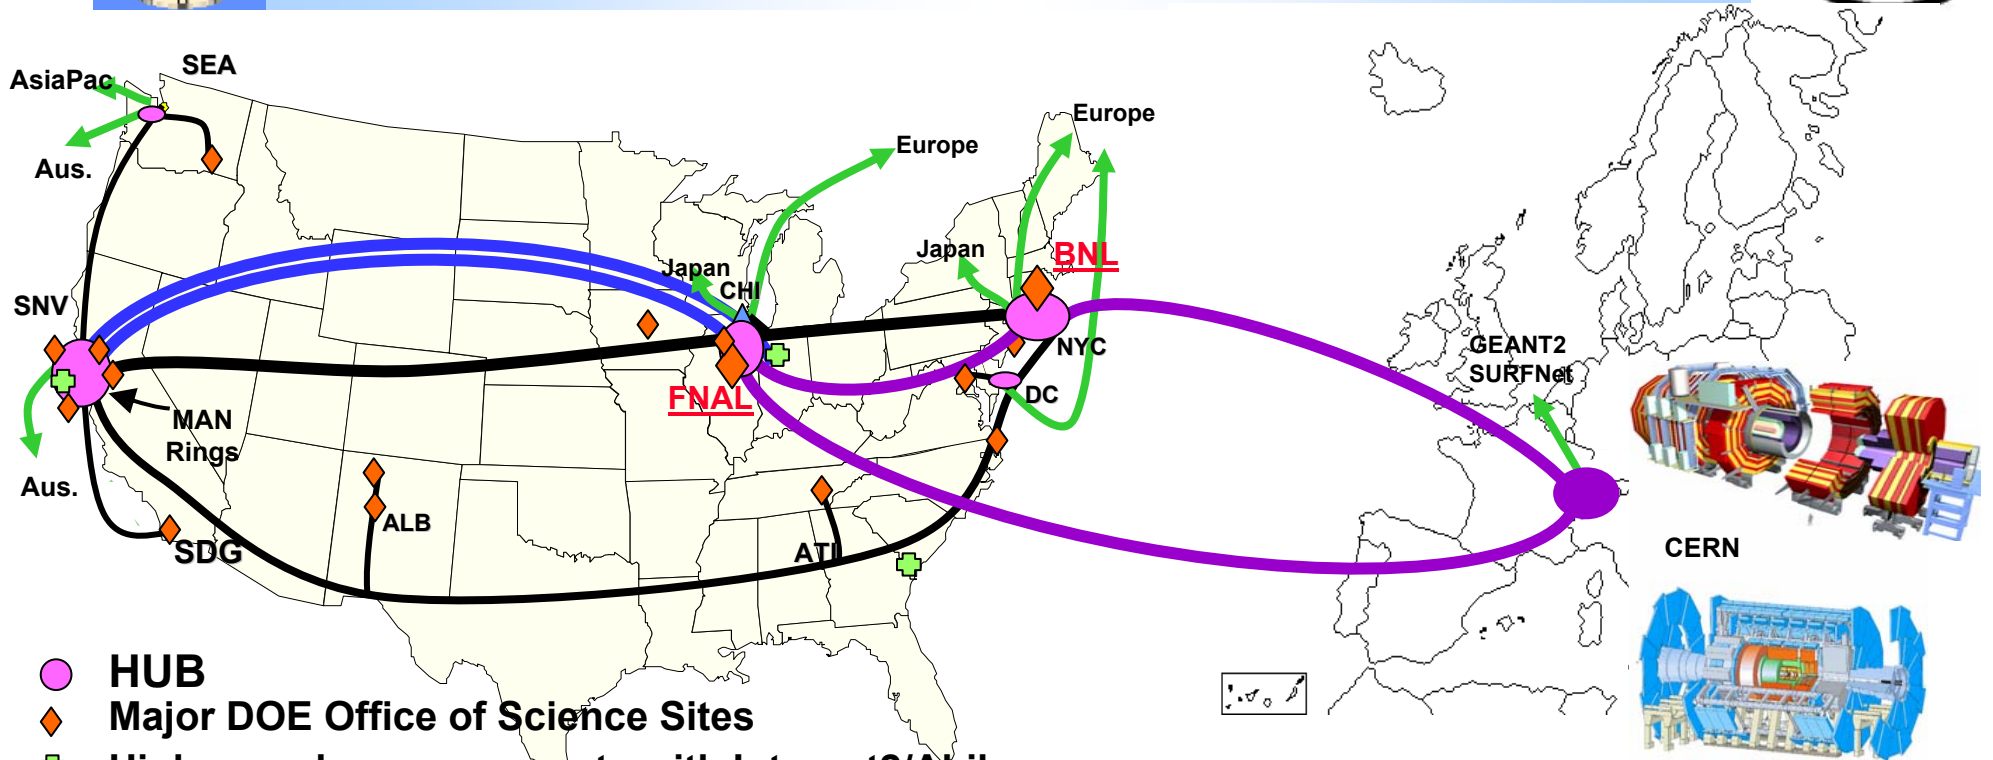 SEA
AsiaPac
Aus.
Europe
Europe
Japan
BNL
Japan
CHI
SNV
NYC
GEANT2
SURFNet
FNAL
DC
MAN
Rings
Aus.
ALB
SDG
ATL
CERN
HUB
Major DOE Office of Science Sites